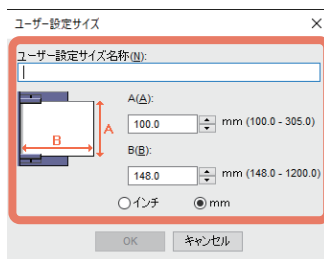 ユーザー設定サイズ ×
ユーザー設定サイズ名称(N):
A(A):
100.0 mm (100.0 - 305.0)
A
B
B(B):
148.0 mm (148.0 - 1200.0)
インチ mm
OK キャンセル